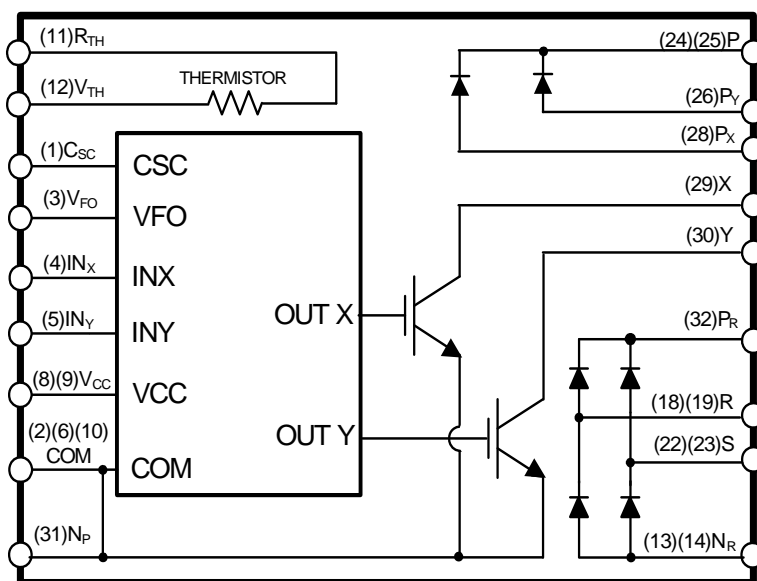 (11)RTH
(12)VTH
THERMISTOR
(1)CSC
(3)VFO
(4)INX
(5)INY
(8)(9)VCC
(2)(6)(10)
COM
(31)NP
CSC
VFO
INX
INY
VCC
COM
OUT X
OUT Y
(24)(25)P
(26)PY
(28)PX
(29)X
(30)Y
(32)PR
(18)(19)R
(22)(23)S
(13)(14)NR